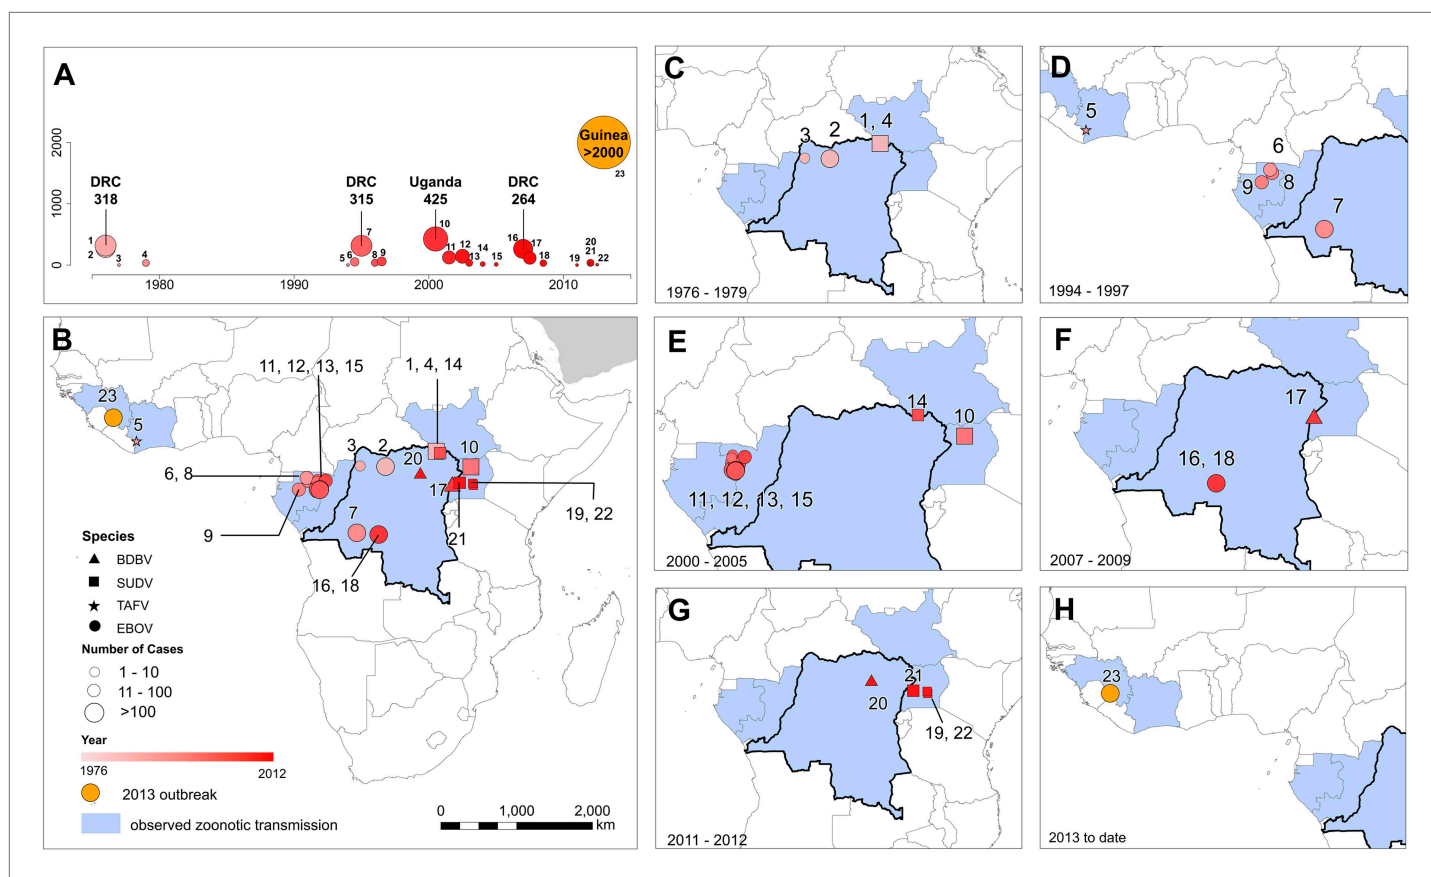 A
2000
1000
0
DRC
318
DRC
315
Uganda
425
DRC
264
Guinea
>2000
23
1
2
3
4
5
6
7
8
9
10
11
12
13
14
15
16
17
18
19
20
21
22
1980
1990
2000
2010
B
11, 12, 13, 15
1, 4, 14
23
5
3
2
20
10
6, 8
17
9
7
21
19, 22
16, 18
Species
BDBV
SUDV
TAFV
EBOV
Number of Cases
1 - 10
11 - 100
>100
Year
1976
2012
2013 outbreak
observed zoonotic transmission
0
1,000
2,000
km
C
3
2
1, 4
1976 - 1979
D
5
6
9
8
7
1994 - 1997
E
14
10
11, 12, 13, 15
2000 - 2005
F
17
16, 18
2007 - 2009
G
21
20
19, 22
2011 - 2012
H
23
2013 to date